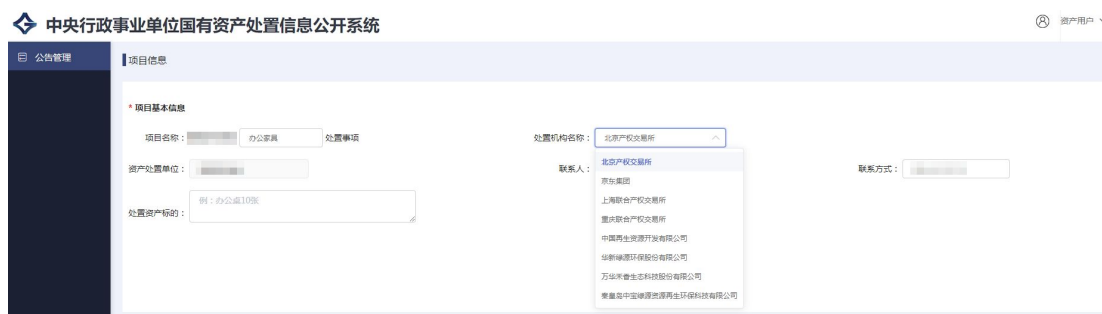 中央行政事业单位国有资产处置信息公开系统
资产用户
公告管理
项目信息
* 项目基本信息
项目名称： 办公家具 处置事项
处置机构名称： 北京产权交易所
资产处置单位：
联系人：
联系方式：
处置资产标的： 例：办公桌10张
北京产权交易所
京东集团
上海联合产权交易所
重庆联合产权交易所
中国再生资源开发有限公司
华新绿源环保股份有限公司
万华禾香生态科技股份有限公司
秦皇岛中宝绿源资源再生环保科技有限公司